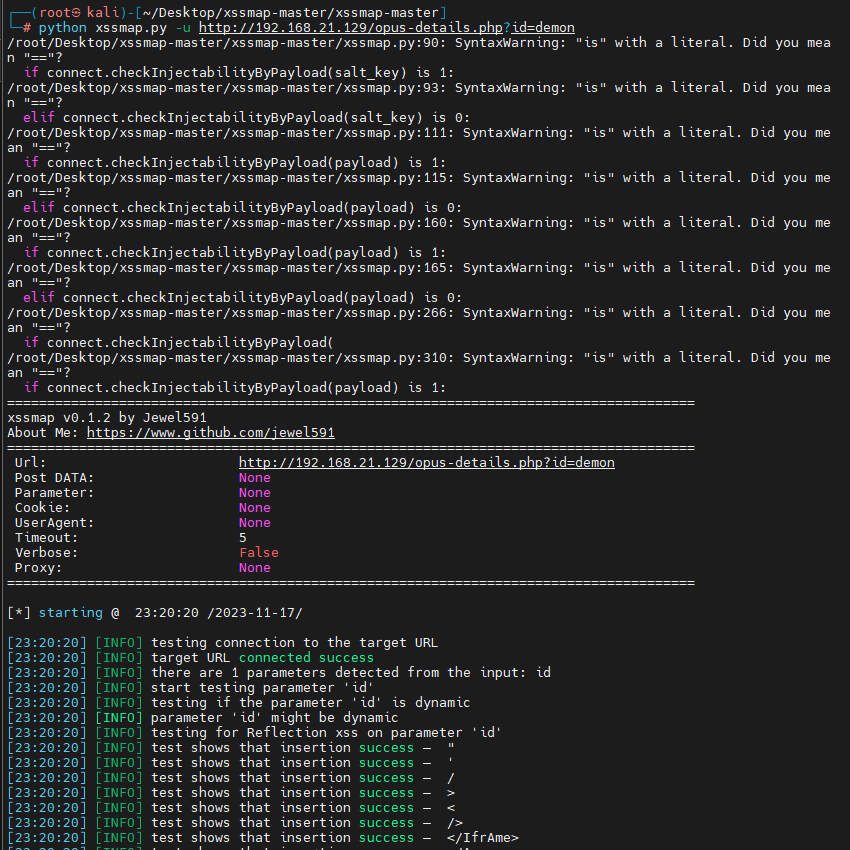 ┌──(root㉿kali)-[~/Desktop/xssmap-master/xssmap-master]
└─# python xssmap.py -u http://192.168.21.129/opus-details.php?id=demon
/root/Desktop/xssmap-master/xssmap-master/xssmap.py:90: SyntaxWarning: "is" with a literal. Did you mea
n "=="?
  if connect.checkInjectabilityByPayload(salt_key) is 1:
/root/Desktop/xssmap-master/xssmap-master/xssmap.py:93: SyntaxWarning: "is" with a literal. Did you mea
n "=="?
  elif connect.checkInjectabilityByPayload(salt_key) is 0:
/root/Desktop/xssmap-master/xssmap-master/xssmap.py:111: SyntaxWarning: "is" with a literal. Did you me
an "=="?
  if connect.checkInjectabilityByPayload(payload) is 1:
/root/Desktop/xssmap-master/xssmap-master/xssmap.py:115: SyntaxWarning: "is" with a literal. Did you me
an "=="?
  elif connect.checkInjectabilityByPayload(payload) is 0:
/root/Desktop/xssmap-master/xssmap-master/xssmap.py:160: SyntaxWarning: "is" with a literal. Did you me
an "=="?
  if connect.checkInjectabilityByPayload(payload) is 1:
/root/Desktop/xssmap-master/xssmap-master/xssmap.py:165: SyntaxWarning: "is" with a literal. Did you me
an "=="?
  elif connect.checkInjectabilityByPayload(payload) is 0:
/root/Desktop/xssmap-master/xssmap-master/xssmap.py:266: SyntaxWarning: "is" with a literal. Did you me
an "=="?
  if connect.checkInjectabilityByPayload(
/root/Desktop/xssmap-master/xssmap-master/xssmap.py:310: SyntaxWarning: "is" with a literal. Did you me
an "=="?
  if connect.checkInjectabilityByPayload(payload) is 1:
======================================================================================
xssmap v0.1.2 by Jewel591
About Me: https://www.github.com/jewel591
======================================================================================
 Url: http://192.168.21.129/opus-details.php?id=demon
 Post DATA: None
 Parameter: None
 Cookie: None
 UserAgent: None
 Timeout: 5
 Verbose: False
 Proxy: None
======================================================================================
[*] starting @  23:20:20 /2023-11-17/
[23:20:20] [INFO] testing connection to the target URL
[23:20:20] [INFO] target URL connected success
[23:20:20] [INFO] there are 1 parameters detected from the input: id
[23:20:20] [INFO] start testing parameter 'id'
[23:20:20] [INFO] testing if the parameter 'id' is dynamic
[23:20:20] [INFO] parameter 'id' might be dynamic
[23:20:20] [INFO] testing for Reflection xss on parameter 'id'
[23:20:20] [INFO] test shows that insertion success —  "
[23:20:20] [INFO] test shows that insertion success —  '
[23:20:20] [INFO] test shows that insertion success —  /
[23:20:20] [INFO] test shows that insertion success —  >
[23:20:20] [INFO] test shows that insertion success —  <
[23:20:20] [INFO] test shows that insertion success —  />
[23:20:20] [INFO] test shows that insertion success —  </IfrAme>